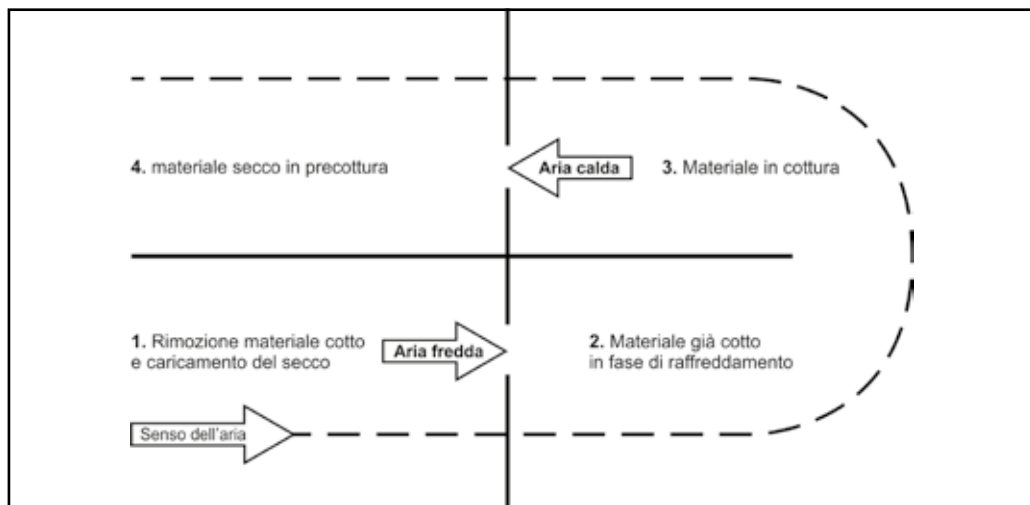 4. materiale secco in precottura
Aria calda
3. Materiale in cottura
1. Rimozione materiale cotto
e caricamento del secco
Aria fredda
2. Materiale già cotto
in fase di raffreddamento
Senso dell'aria